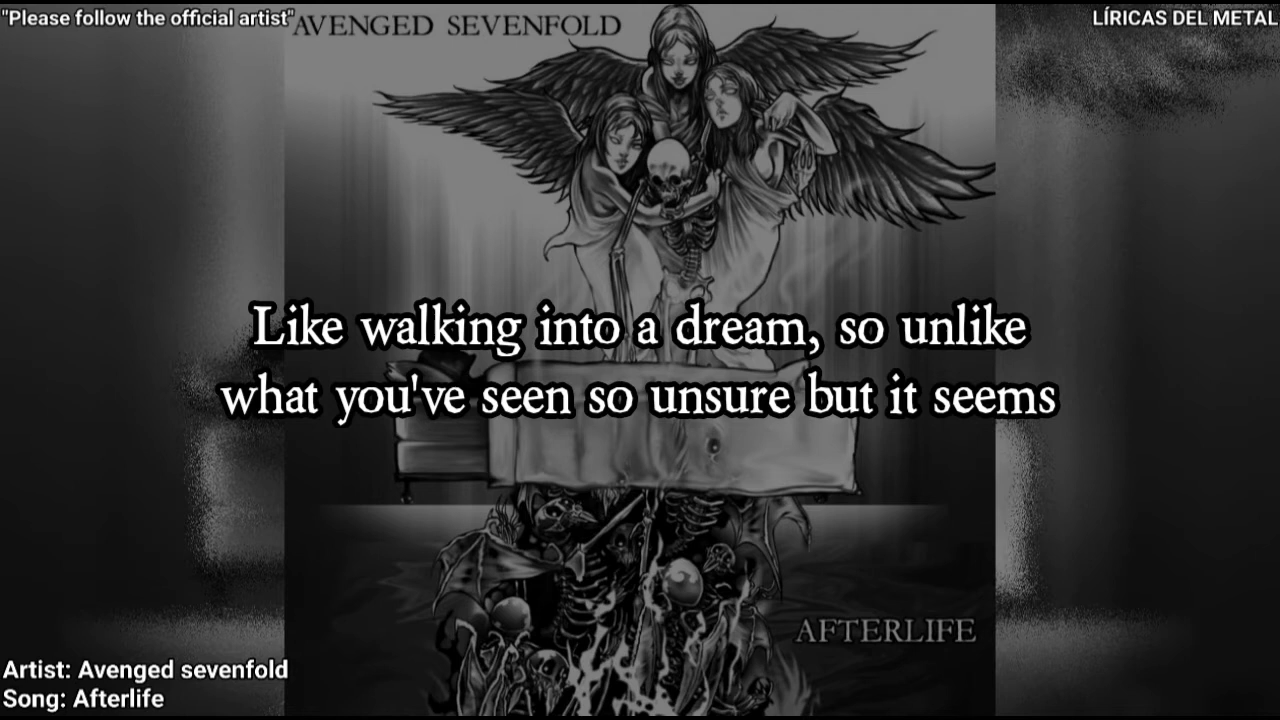 "Please follow the official artist"
LÍRICAS DEL METAL
AVENGED SEVENFOLD
Like walking into a dream, so unlike
what you've seen so unsure but it seems
AFTERLIFE
Artist: Avenged sevenfold
Song: Afterlife